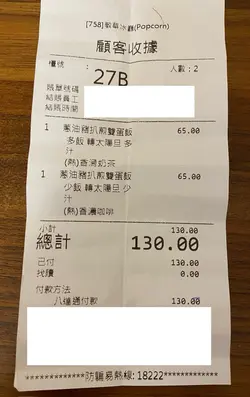 [758]敏華冰廳(Popcorn)
顧客收據
檯號 :
27B
人數 : 2
賬單號碼
結賬員工
結賬時間
1 蔥油豬扒煎雙蛋飯 65.00
多飯 轉太陽旦 多
汁
(熱)香滑奶茶
1 蔥油豬扒煎雙蛋飯 65.00
少飯 轉太陽旦 少
汁
(熱)香濃咖啡
小計 130.00
總計 130.00
已付 130.00
找贖 0.00
付款方法
八達通付款 130.00
************防騙易熱線:18222************